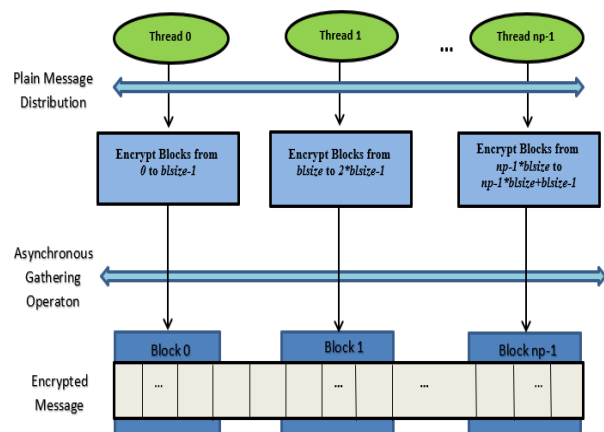 Thread 0
Thread 1
...
Thread np-1
Plain Message
Distribution
Encrypt Blocks from
0 to blsize-1
Encrypt Blocks from
blsize to 2*blsize-1
Encrypt Blocks from
np-1*blsize to
np-1*blsize+blsize-1
Asynchronous
Gathering
Operaton
Block 0
Block 1
Block np-1
Encrypted
Message
...
...
...
...